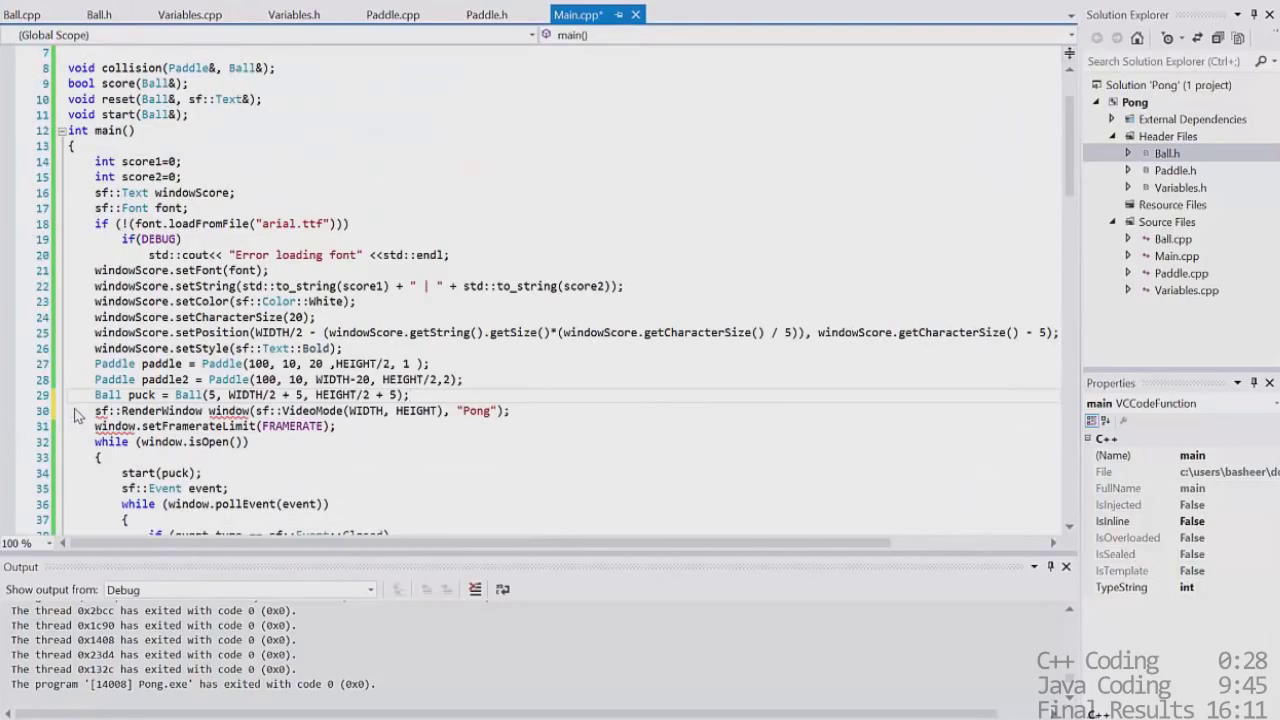 Ball.cpp Ball.h Variables.cpp Variables.h Paddle.cpp Paddle.h Main.cpp* Solution Explorer
(Global Scope) main()
7
8 void collision(Paddle&, Ball&); Search Solution Explorer (Ctrl+;)
9 bool score(Ball&); Solution 'Pong' (1 project)
10 void reset(Ball&, sf::Text&); Pong
11 void start(Ball&); External Dependencies
12 int main() Header Files
13 { Ball.h
14 int score1=0; Paddle.h
15 int score2=0; Variables.h
16 sf::Text windowScore; Resource Files
17 sf::Font font; Source Files
18 if (!(font.loadFromFile("arial.ttf"))) Ball.cpp
19 if(DEBUG) Main.cpp
20 std::cout<< "Error loading font" <<std::endl; Paddle.cpp
21 windowScore.setFont(font); Variables.cpp
22 windowScore.setString(std::to_string(score1) + " | " + std::to_string(score2));
23 windowScore.setColor(sf::Color::White);
24 windowScore.setCharacterSize(20);
25 windowScore.setPosition(WIDTH/2 - (windowScore.getString().getSize()*(windowScore.getCharacterSize() / 5)), windowScore.getCharacterSize() - 5);
26 windowScore.setStyle(sf::Text::Bold);
27 Paddle paddle = Paddle(100, 10, 20 ,HEIGHT/2, 1 );
28 Paddle paddle2 = Paddle(100, 10, WIDTH-20, HEIGHT/2,2); Properties
29 Ball puck = Ball(5, WIDTH/2 + 5, HEIGHT/2 + 5); main VCCodeFunction
30 sf::RenderWindow window(sf::VideoMode(WIDTH, HEIGHT), "Pong");
31 window.setFramerateLimit(FRAMERATE); C++
32 while (window.isOpen()) (Name) main
33 { File c:\users\basheer\do
34 start(puck); FullName main
35 sf::Event event; IsInjected False
36 while (window.pollEvent(event)) IsInline False
37 { IsOverloaded False
if (event.type == sf::Event::Closed)
100 % IsSealed False
Output IsTemplate False
Show output from: Debug TypeString int
The thread 0x2bcc has exited with code 0 (0x0).
The thread 0x1c90 has exited with code 0 (0x0).
The thread 0x1408 has exited with code 0 (0x0).
The thread 0x23d4 has exited with code 0 (0x0).
The thread 0x132c has exited with code 0 (0x0).
The program '[14008] Pong.exe' has exited with code 0 (0x0).
C++ Coding 0:28
Java Coding 9:45
Final Results 16:11
C++